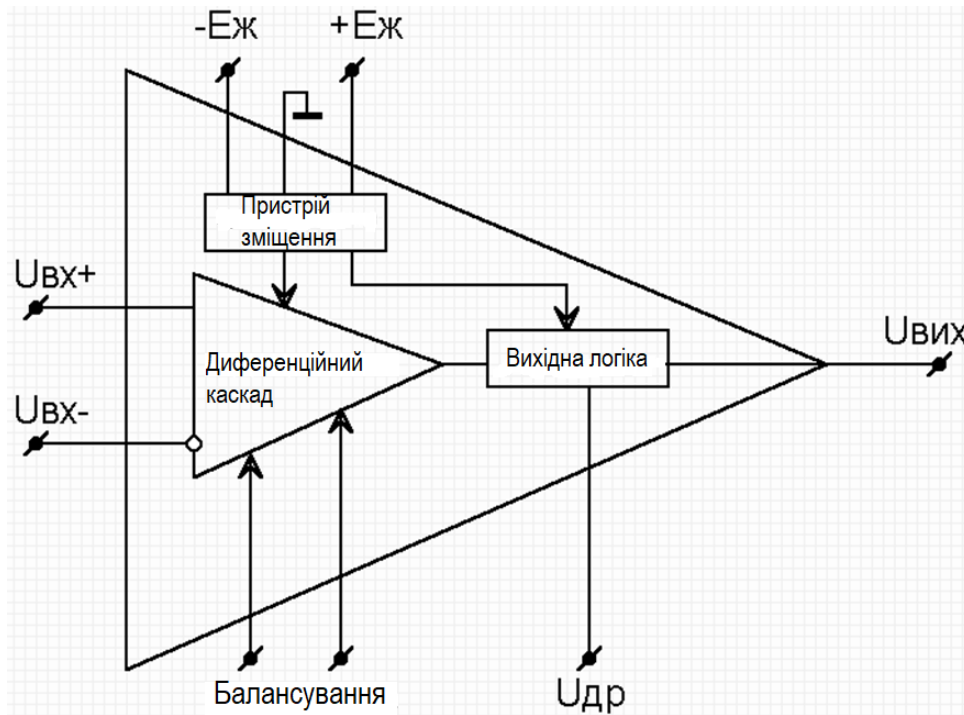 -Eж +Eж
Пристрій
зміщення
Uвх+
Диференційний
каскад
Вихідна логіка
Uвих
Uвх-
Балансування
Uдр